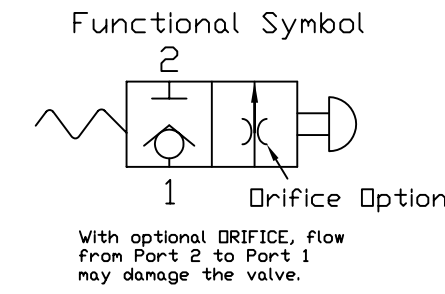 Functional Symbol
2
1
Orifice Option
With optional ORIFICE, flow
from Port 2 to Port 1
may damage the valve.